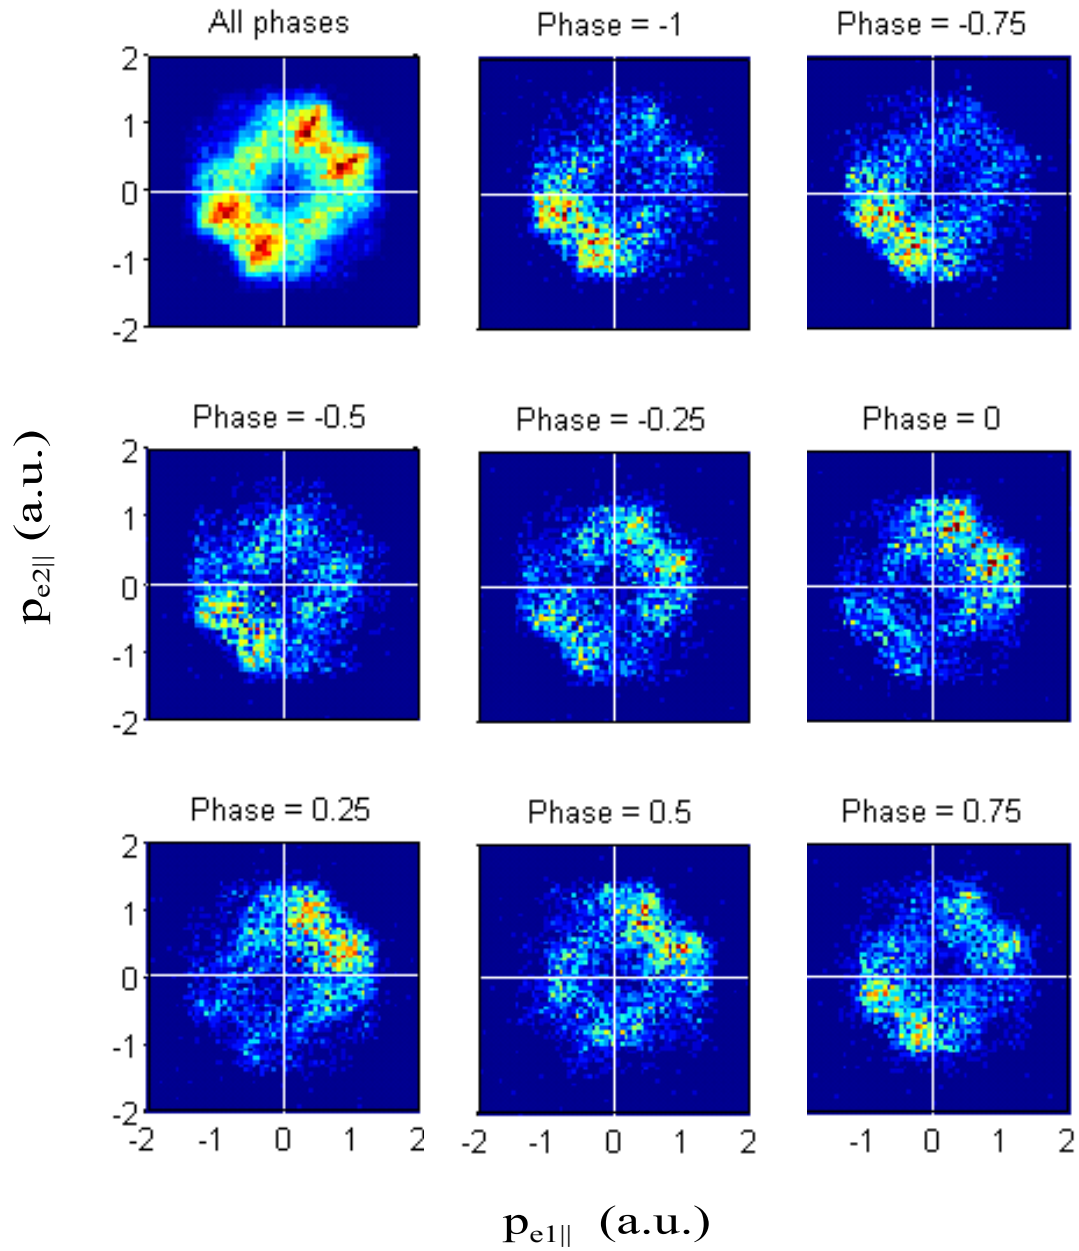 All phases
Phase = -1
Phase = -0.75
2
1
0
-1
-2
Phase = -0.5
Phase = -0.25
Phase = 0
2
1
0
-1
-2
Phase = 0.25
Phase = 0.5
Phase = 0.75
2
1
0
-1
-2
-2 -1 0 1 2
-2 -1 0 1 2
-1 0 1 2
p_e2|| (a.u.)
p_e1|| (a.u.)